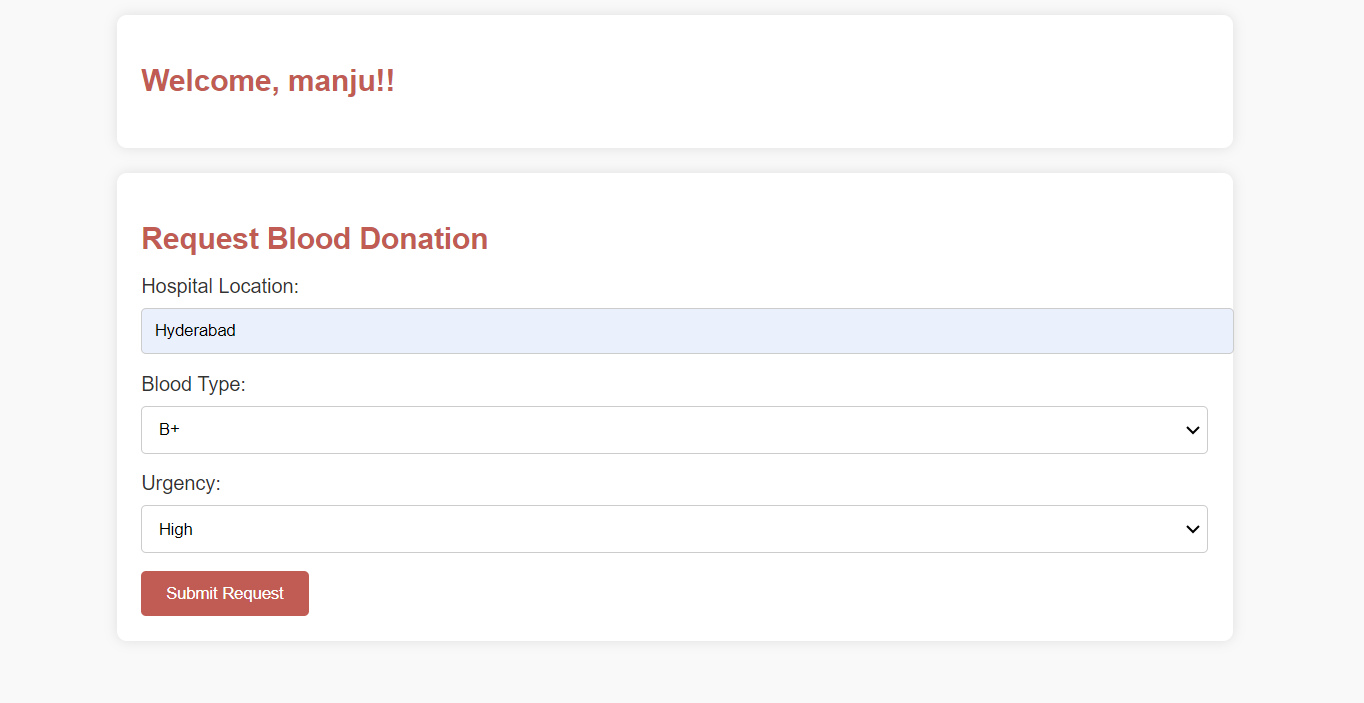 Welcome, manju!!
Request Blood Donation
Hospital Location:
Hyderabad
Blood Type:
B+
Urgency:
High
Submit Request